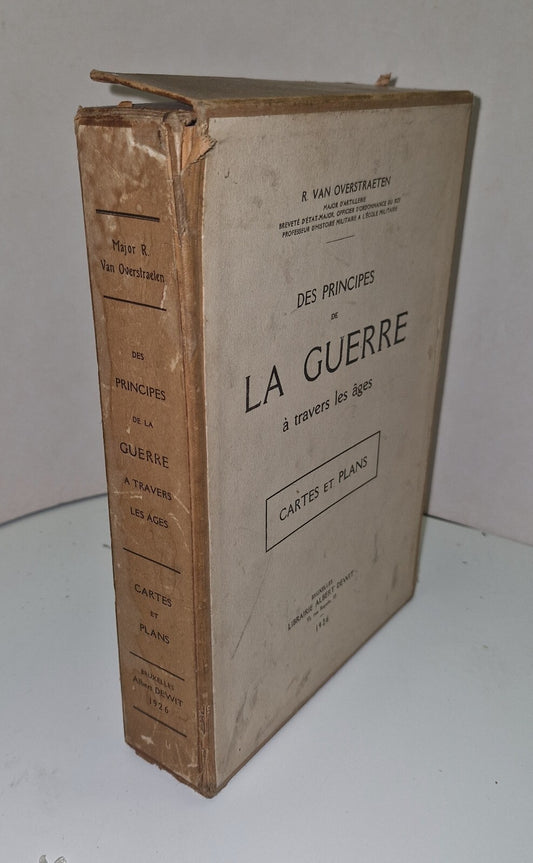 Major R.
Van Overstraeten
DES
PRINCIPES
DE LA
GUERRE
A TRAVERS
LES AGES
CARTES
ET
PLANS
BRUXELLES
Albert DEWIT
1926
R. VAN OVERSTRAETEN
MAJOR D'ARTILLERIE
BREVETÉ D'ÉTAT-MAJOR, OFFICIER D'ORDONNANCE DU ROI
PROFESSEUR D'HISTOIRE MILITAIRE A L'ÉCOLE MILITAIRE
DES PRINCIPES
DE
LA GUERRE
à travers les âges
CARTES ET PLANS
BRUXELLES
LIBRAIRIE ALBERT DEWIT
1926